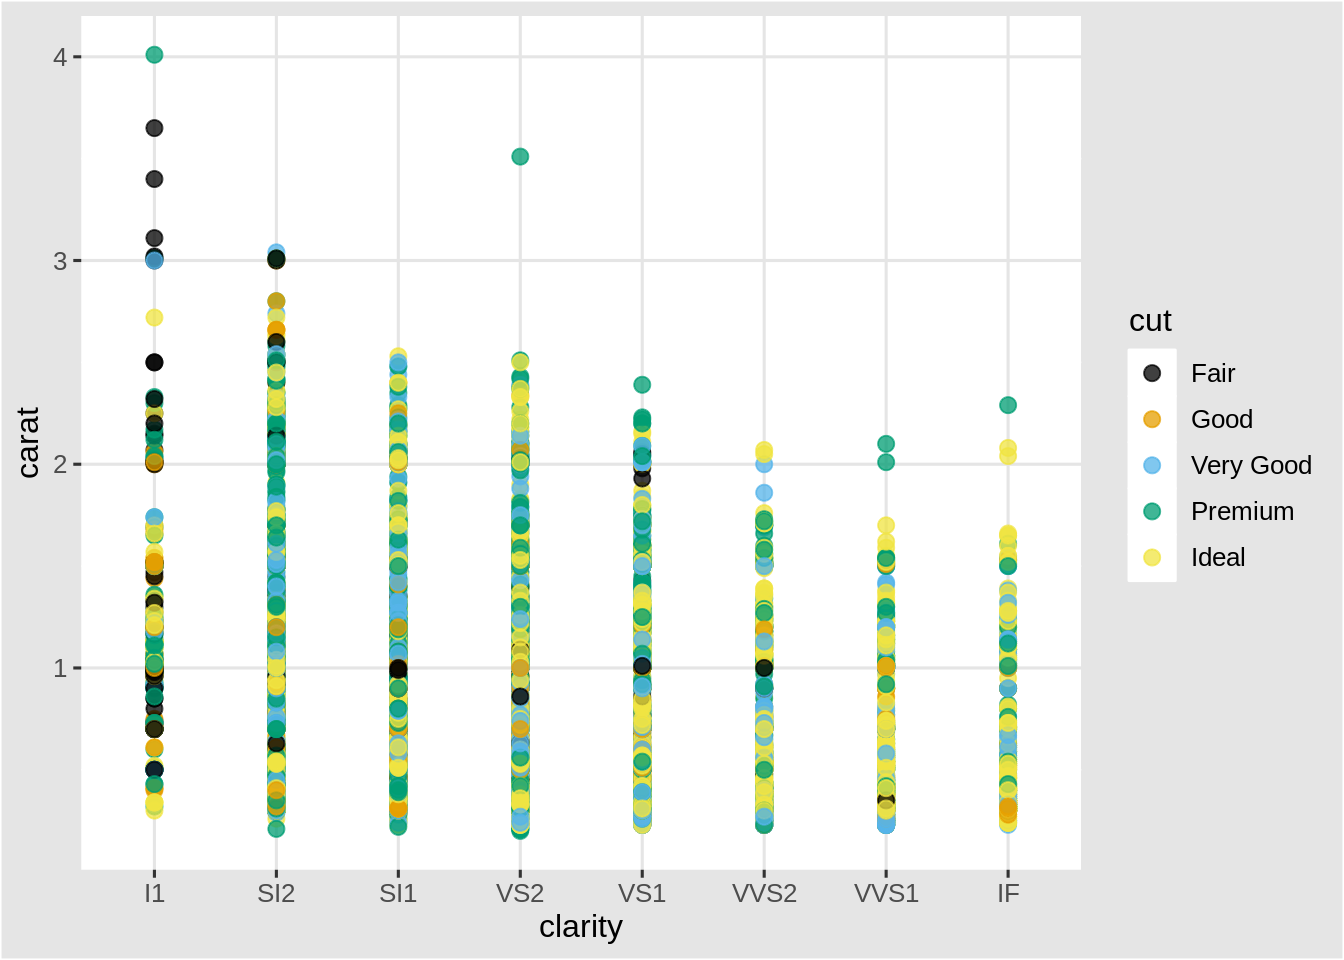 4
3
2
1
carat
I1 SI2 SI1 VS2 VS1 VVS2 VVS1 IF
clarity
cut
Fair
Good
Very Good
Premium
Ideal